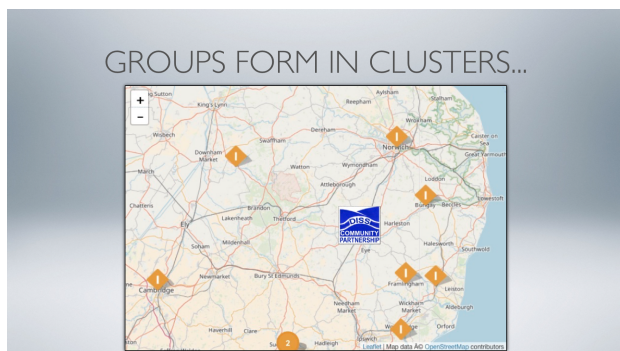 GROUPS FORM IN CLUSTERS...
+
−
Aylsham
Stalham
King's Lynn
Reepham
Wroxham
Wisbech
Dereham
Caister on
Sea
Swaffham
Norwich
Great Yarmouth
Downham
Market
Watton
Wymondham
March
Loddon
Attleborough
Lowestoft
Chatteris
Brandon
Bungay
Beccles
Ely
Lakenheath
Thetford
DISS
COMMUNITY
PARTNERSHIP
Harleston
Soham
Mildenhall
Eye
Halesworth
Southwold
Newmarket
Bury St Edmunds
Framlingham
Leiston
Cambridge
Needham
Market
Wickham
Market
Aldeburgh
Haverhill
Clare
2
Hadleigh
Ipswich
Orford
Leaflet | Map data Â© OpenStreetMap contributors